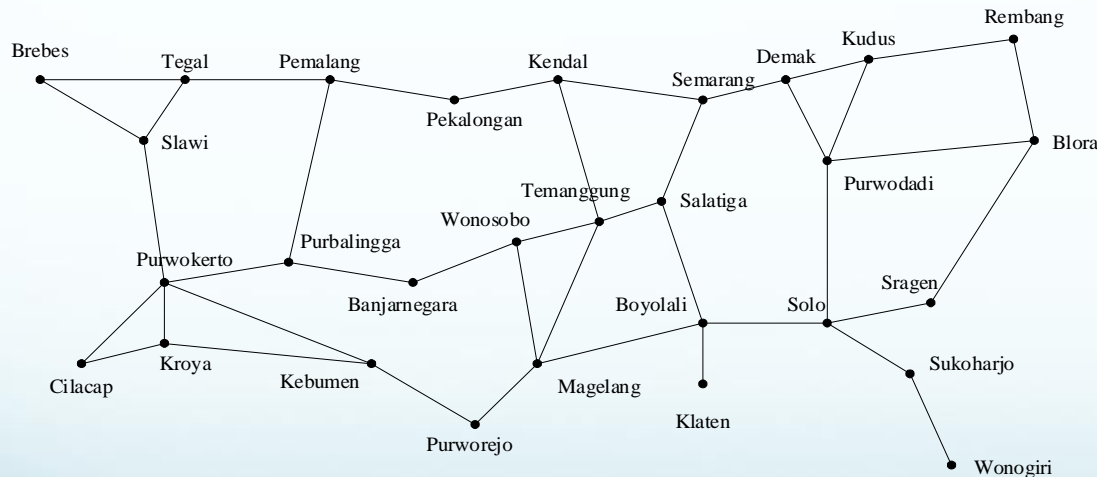 Rembang
Brebes
Tegal
Pemalang
Kendal
Demak
Kudus
Semarang
Pekalongan
Slawi
Blora
Purwodadi
Temanggung
Salatiga
Wonosobo
Purbalingga
Purwokerto
Banjarnegara
Boyolali
Solo
Sragen
Cilacap
Kroya
Kebumen
Magelang
Sukoharjo
Klaten
Purworejo
Wonogiri